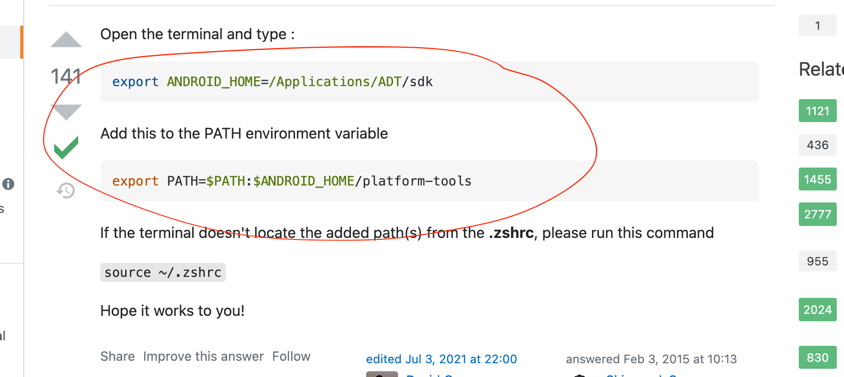 1
Open the terminal and type :
141
export ANDROID_HOME=/Applications/ADT/sdk
Add this to the PATH environment variable
export PATH=$PATH:$ANDROID_HOME/platform-tools
If the terminal doesn't locate the added path(s) from the .zshrc, please run this command
source ~/.zshrc
Hope it works to you!
Share Improve this answer Follow
edited Jul 3, 2021 at 22:00
answered Feb 3, 2015 at 10:13
Relate
1121
436
1455
2777
955
2024
830
s